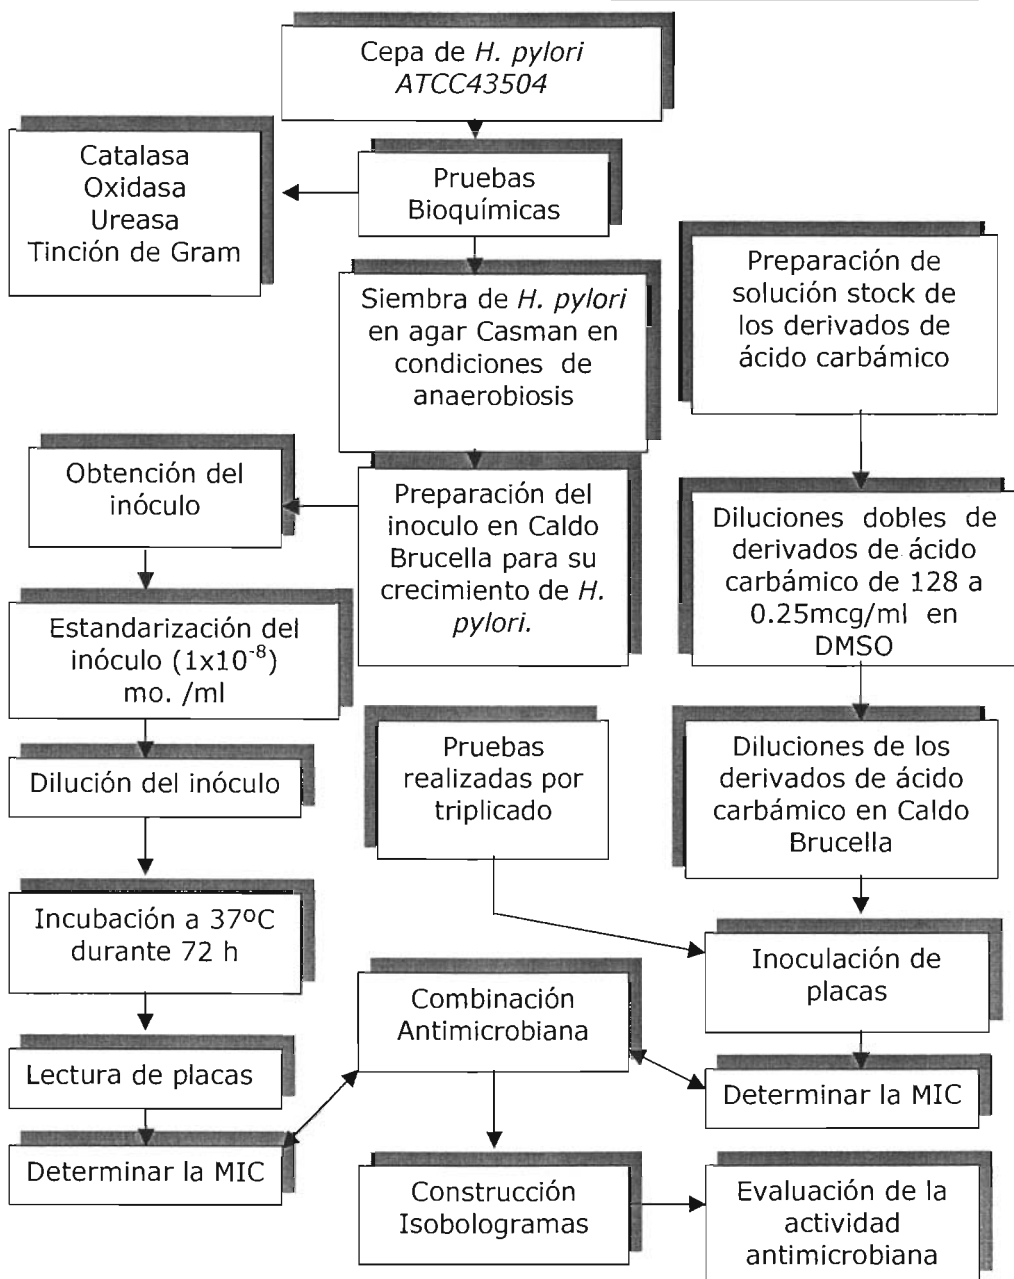 Cepa de H. pylori
ATCC43504
Catalasa
Oxidasa
Ureasa
Tinción de Gram
Pruebas
Bioquímicas
Siembra de H. pylori
en agar Casman en
condiciones de
anaerobiosis
Preparación de
solución stock de
los derivados de
ácido carbámico
Obtención del
inóculo
Preparación del
inoculo en Caldo
Brucella para su
crecimiento de H.
pylori.
Diluciones dobles de
derivados de ácido
carbámico de 128 a
0.25mcg/ml en
DMSO
Estandarización del
inóculo (1x10⁻⁸)
mo. /ml
Dilución del inóculo
Pruebas
realizadas por
triplicado
Diluciones de los
derivados de ácido
carbámico en Caldo
Brucella
Incubación a 37ºC
durante 72 h
Inoculación de
placas
Combinación
Antimicrobiana
Lectura de placas
Determinar la MIC
Determinar la MIC
Construcción
Isobologramas
Evaluación de la
actividad
antimicrobiana